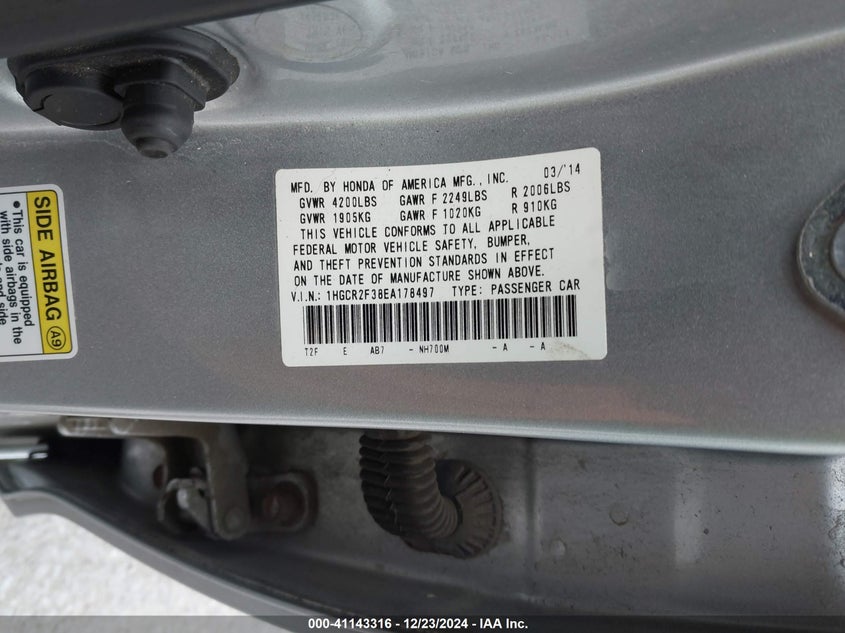 MFD. BY HONDA OF AMERICA MFG., INC. 03/'14
GVWR 4200LBS GAWR F 2249LBS R 2006LBS
GVWR 1905KG GAWR F 1020KG R 910KG
THIS VEHICLE CONFORMS TO ALL APPLICABLE
FEDERAL MOTOR VEHICLE SAFETY, BUMPER,
AND THEFT PREVENTION STANDARDS IN EFFECT
ON THE DATE OF MANUFACTURE SHOWN ABOVE.
V.I.N.: 1HGCR2F38EA178497 TYPE: PASSENGER CAR
T2F E AB7 - NH700M - A - A
SIDE AIRBAG A9
•This car is equipped
with side airbags in the
and side
000-41143316 - 12/23/2024 - IAA Inc.